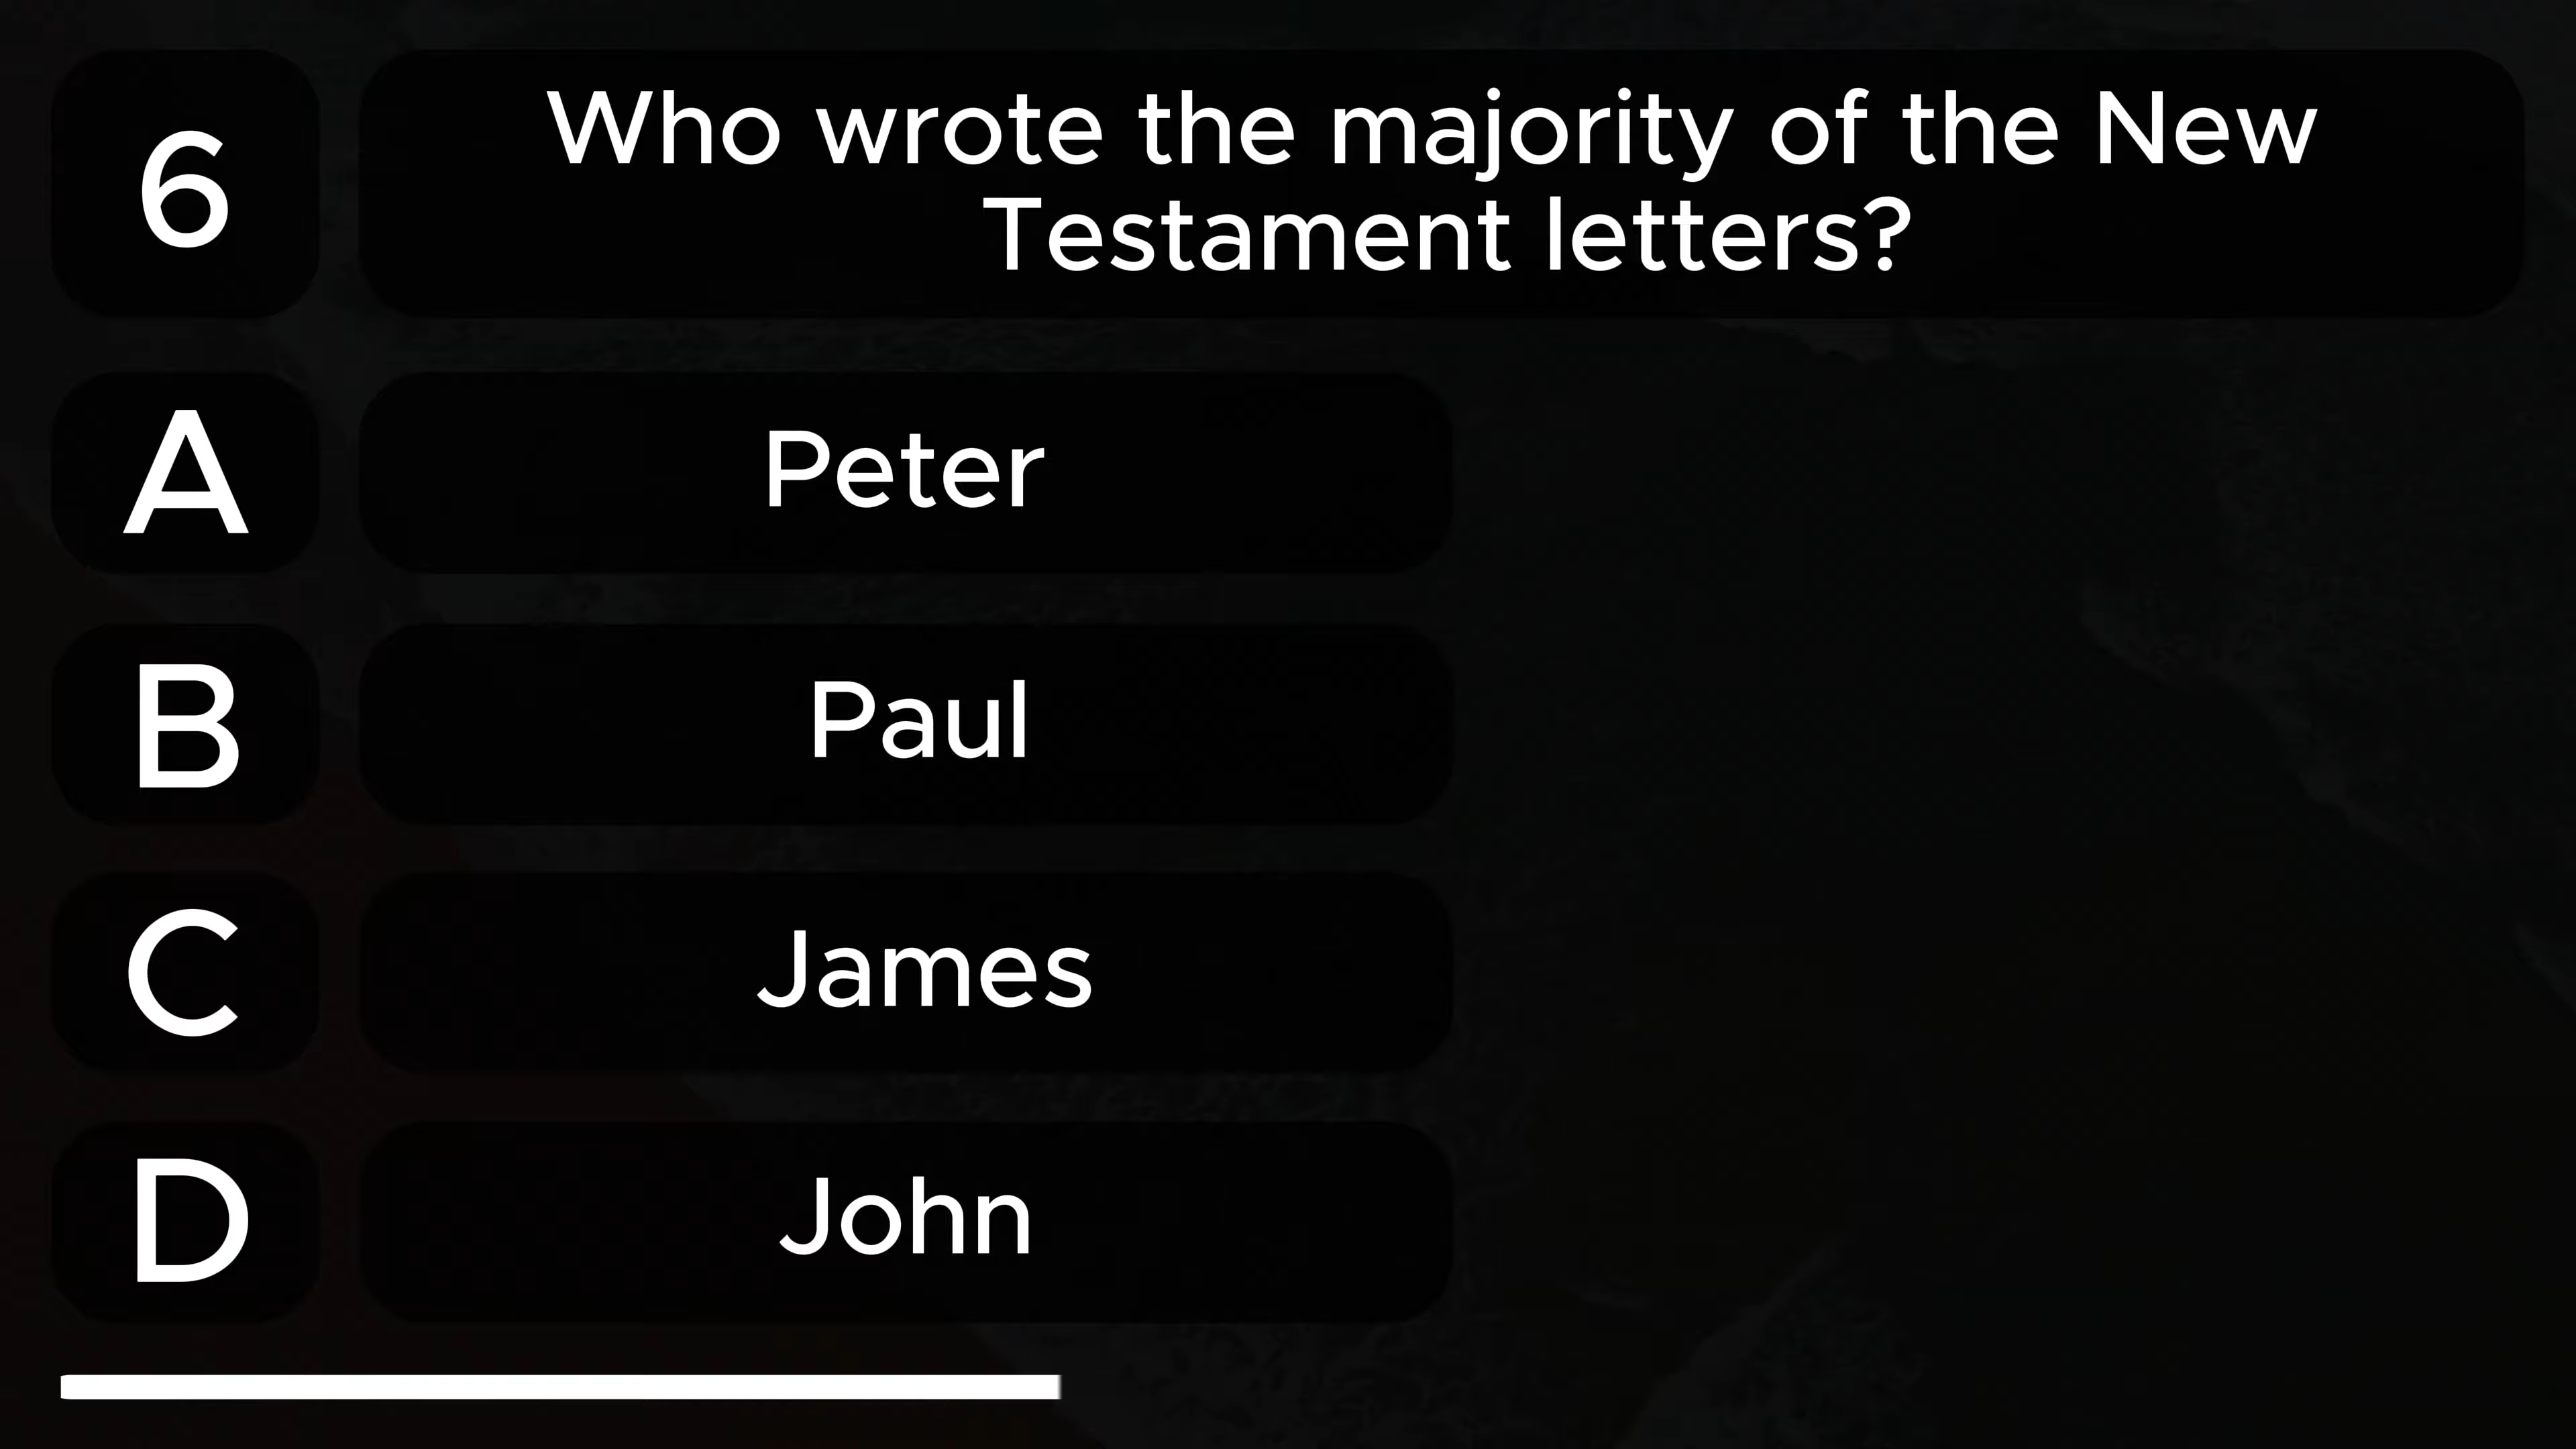 6
Who wrote the majority of the New
Testament letters?
A
Peter
B
Paul
C
James
D
John